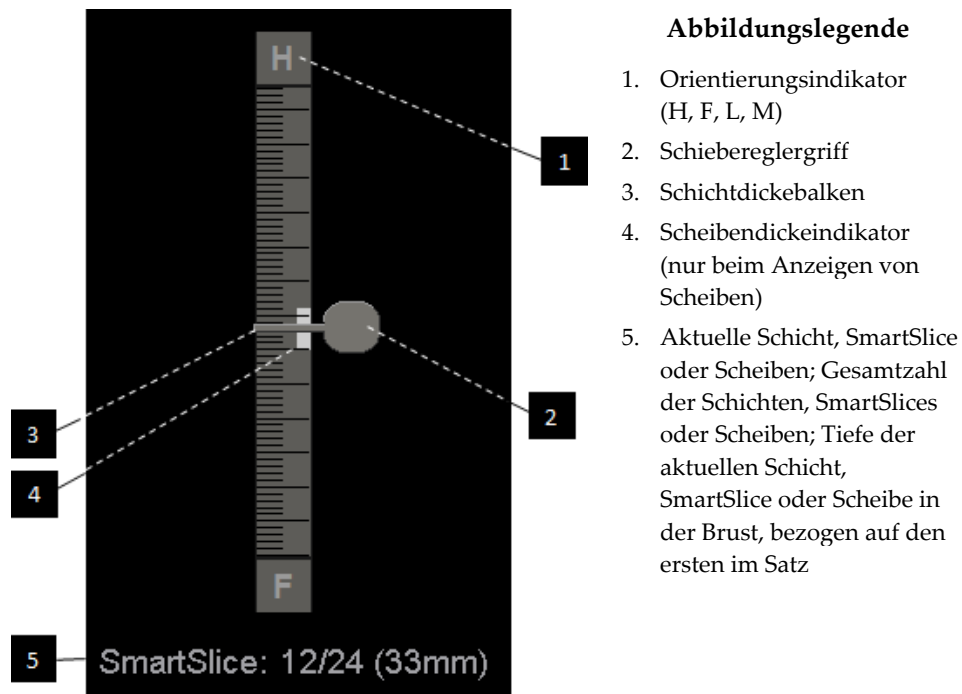 H
1
2
3
4
F
5
SmartSlice: 12/24 (33mm)
Abbildungslegende
1. Orientierungsindikator
(H, F, L, M)
2. Schiebereglergriff
3. Schichtdickebalken
4. Scheibendickeindikator
(nur beim Anzeigen von
Scheiben)
5. Aktuelle Schicht, SmartSlice
oder Scheiben; Gesamtzahl
der Schichten, SmartSlices
oder Scheiben; Tiefe der
aktuellen Schicht,
SmartSlice oder Scheibe in
der Brust, bezogen auf den
ersten im Satz